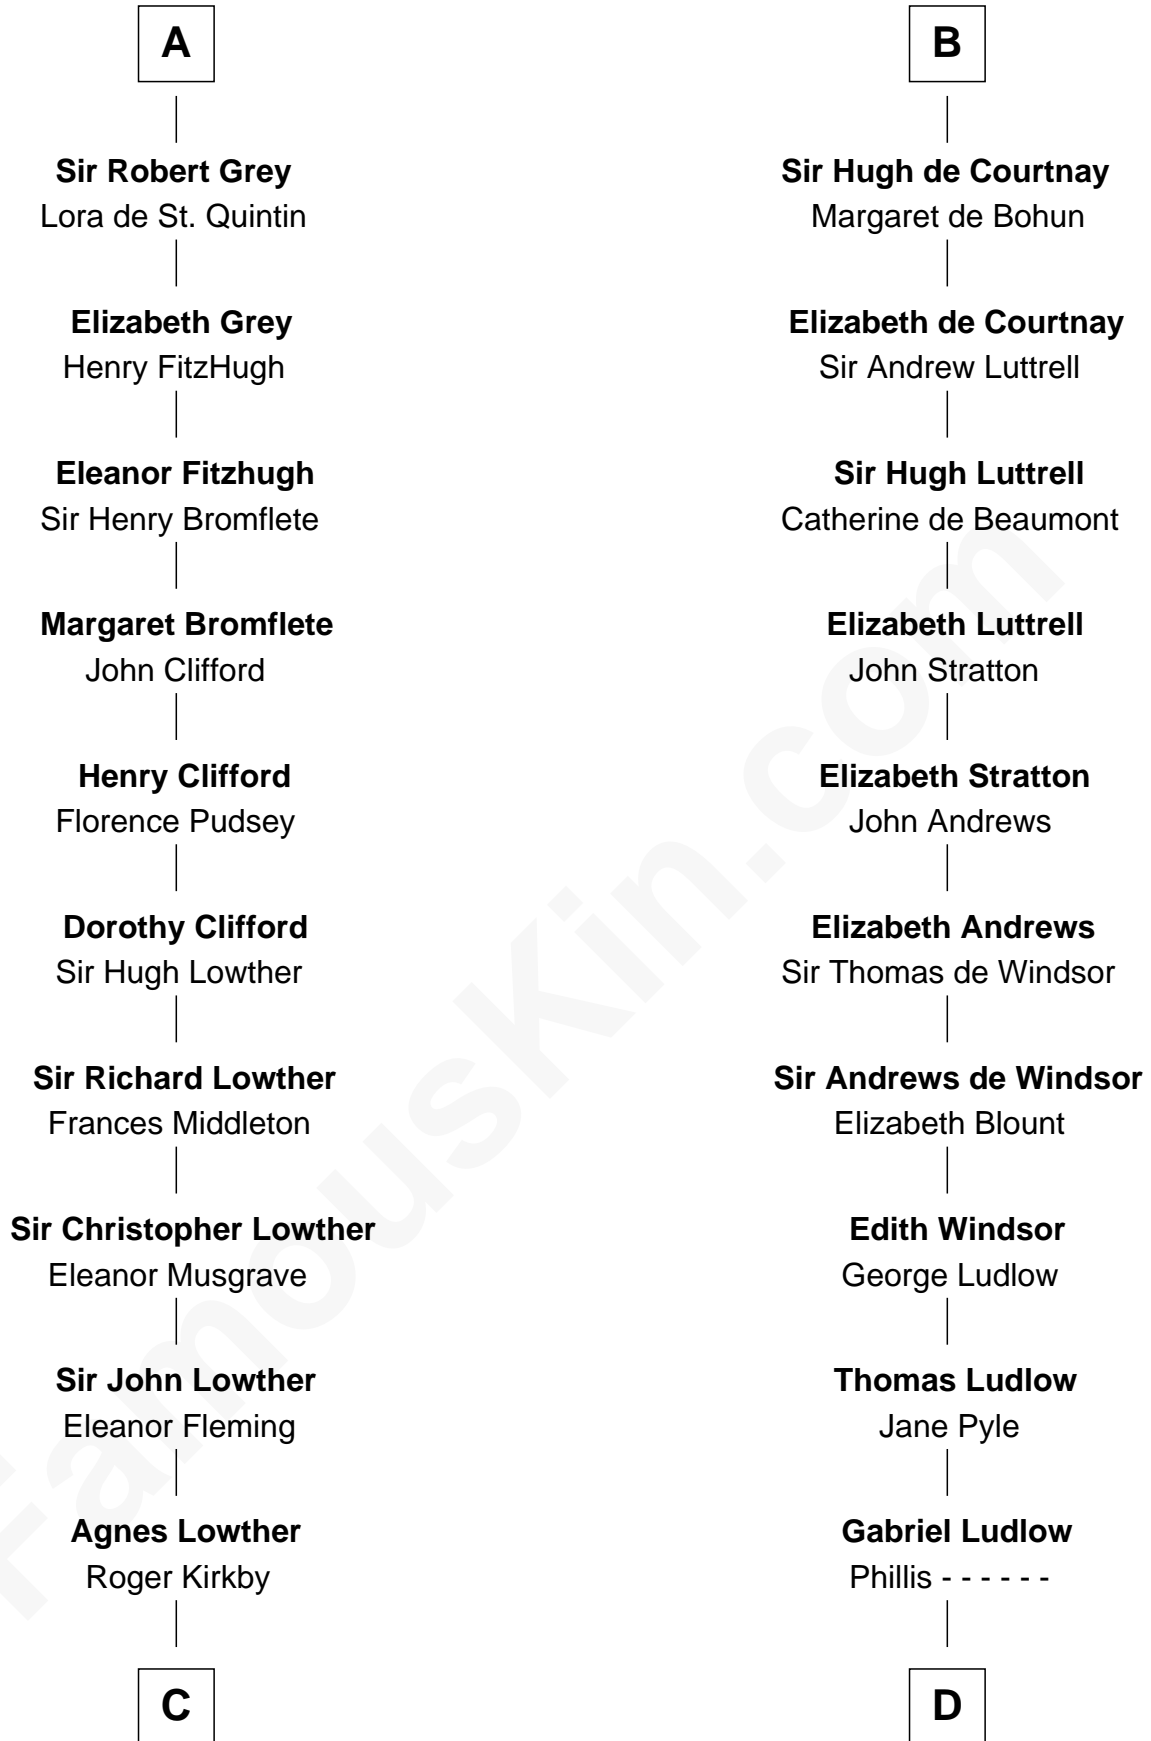 A
Sir Robert Grey
Lora de St. Quintin
Elizabeth Grey
Henry FitzHugh
Eleanor Fitzhugh
Sir Henry Bromflete
Margaret Bromflete
John Clifford
Henry Clifford
Florence Pudsey
Dorothy Clifford
Sir Hugh Lowther
Sir Richard Lowther
Frances Middleton
Sir Christopher Lowther
Eleanor Musgrave
Sir John Lowther
Eleanor Fleming
Agnes Lowther
Roger Kirkby
C
B
Sir Hugh de Courtnay
Margaret de Bohun
Elizabeth de Courtnay
Sir Andrew Luttrell
Sir Hugh Luttrell
Catherine de Beaumont
Elizabeth Luttrell
John Stratton
Elizabeth Stratton
John Andrews
Elizabeth Andrews
Sir Thomas de Windsor
Sir Andrews de Windsor
Elizabeth Blount
Edith Windsor
George Ludlow
Thomas Ludlow
Jane Pyle
Gabriel Ludlow
Phillis - - - - - -
D
FamousKin.com